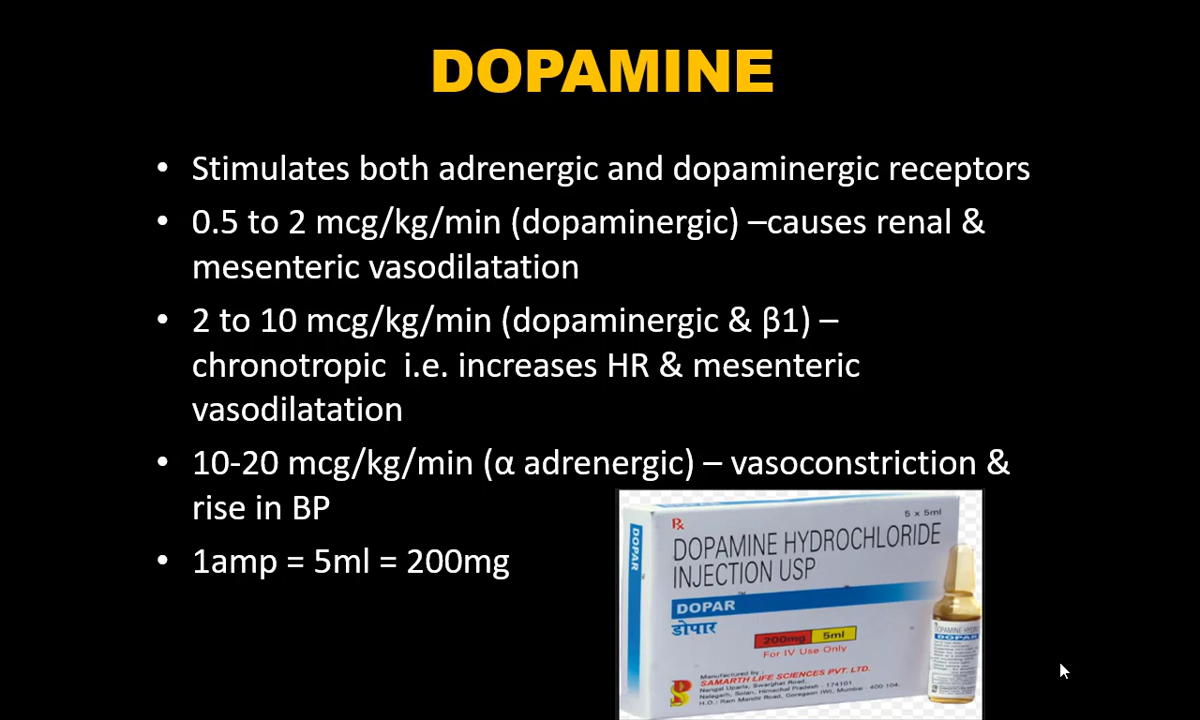 DOPAMINE
• Stimulates both adrenergic and dopaminergic receptors
• 0.5 to 2 mcg/kg/min (dopaminergic) –causes renal &
mesenteric vasodilatation
• 2 to 10 mcg/kg/min (dopaminergic & β1) –
chronotropic  i.e. increases HR & mesenteric
vasodilatation
• 10-20 mcg/kg/min (α adrenergic) – vasoconstriction &
rise in BP
• 1amp = 5ml = 200mg
5 x 5ml
Rx
DOPAMINE HYDROCHLORIDE
INJECTION USP
DOPAR
DOPAR
डोपार
200mg 5ml
For IV Use Only
Manufactured by :
SAMARTH LIFE SCIENCES PVT. LTD.
DOPAR